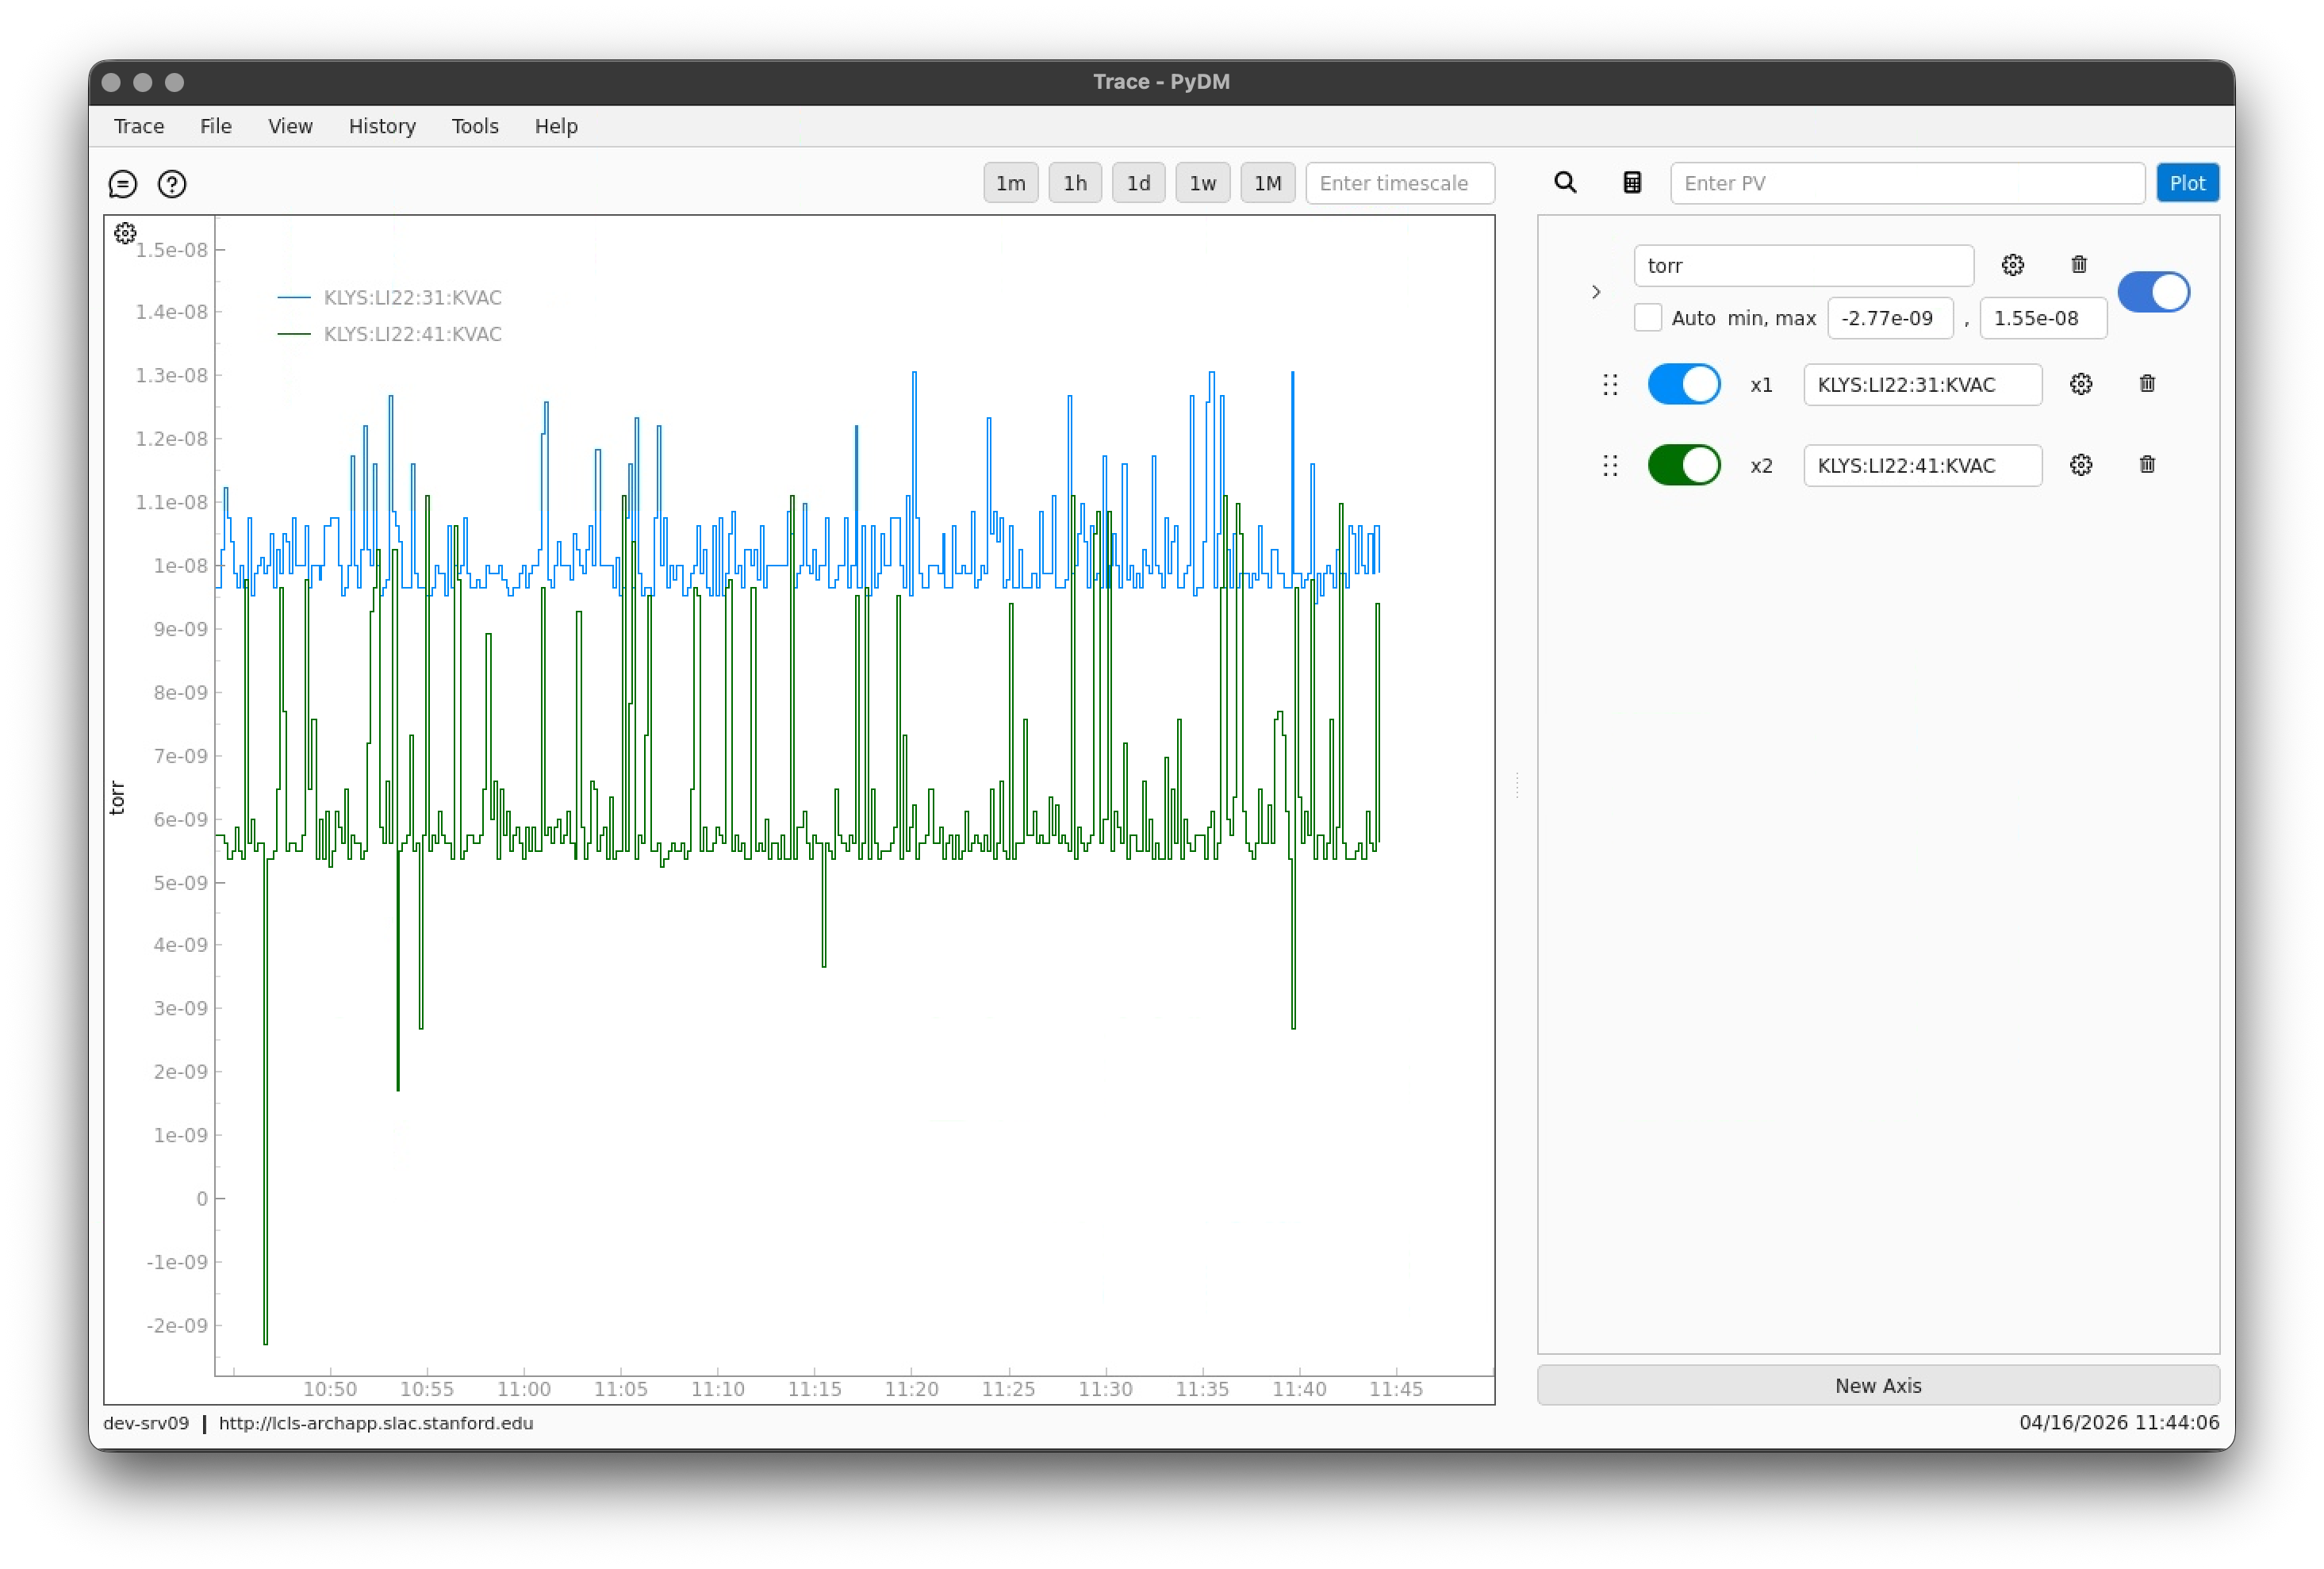 Trace - PyDM
Trace File View History Tools Help
1m 1h 1d 1w 1M Enter timescale Enter PV Plot
1.5e-08
1.4e-08
1.3e-08
1.2e-08
1.1e-08
1e-08
9e-09
8e-09
7e-09
6e-09
5e-09
4e-09
3e-09
2e-09
1e-09
0
-1e-09
-2e-09
torr
KLYS:LI22:31:KVAC
KLYS:LI22:41:KVAC
10:50 10:55 11:00 11:05 11:10 11:15 11:20 11:25 11:30 11:35 11:40 11:45
torr
Auto min, max -2.77e-09 , 1.55e-08
x1 KLYS:LI22:31:KVAC
x2 KLYS:LI22:41:KVAC
New Axis
dev-srv09 | http://lcls-archapp.slac.stanford.edu
04/16/2026 11:44:06